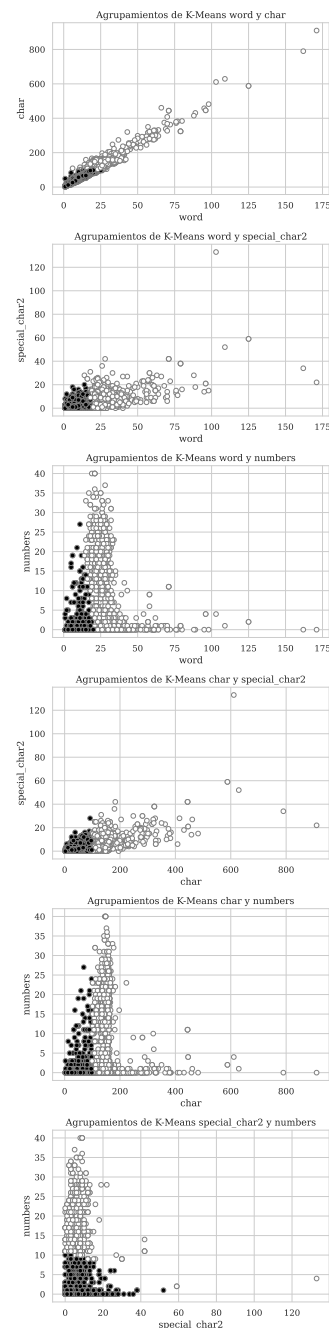 Agrupamientos de K-Means word y char
800
600
400
200
0
char
0 25 50 75 100 125 150 175
word
Agrupamientos de K-Means word y special_char2
120
100
80
60
40
20
0
special_char2
0 25 50 75 100 125 150 175
word
Agrupamientos de K-Means word y numbers
40
35
30
25
20
15
10
5
0
numbers
0 25 50 75 100 125 150 175
word
Agrupamientos de K-Means char y special_char2
120
100
80
60
40
20
0
special_char2
0 200 400 600 800
char
Agrupamientos de K-Means char y numbers
40
35
30
25
20
15
10
5
0
numbers
0 200 400 600 800
char
Agrupamientos de K-Means special_char2 y numbers
40
35
30
25
20
15
10
5
0
numbers
0 20 40 60 80 100 120
special_char2